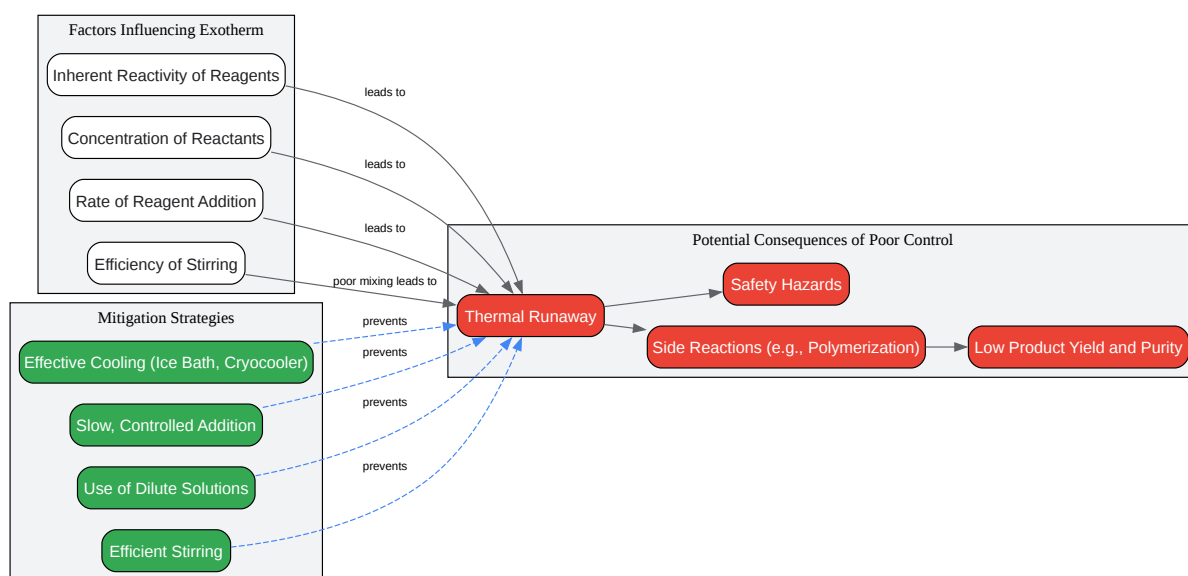 Factors Influencing Exotherm
Inherent Reactivity of Reagents
Concentration of Reactants
Rate of Reagent Addition
Efficiency of Stirring
leads to
leads to
leads to
poor mixing leads to
Mitigation Strategies
Effective Cooling (Ice Bath, Cryocooler)
Slow, Controlled Addition
Use of Dilute Solutions
Efficient Stirring
prevents
prevents
prevents
prevents
Potential Consequences of Poor Control
Thermal Runaway
Safety Hazards
Side Reactions (e.g., Polymerization)
Low Product Yield and Purity